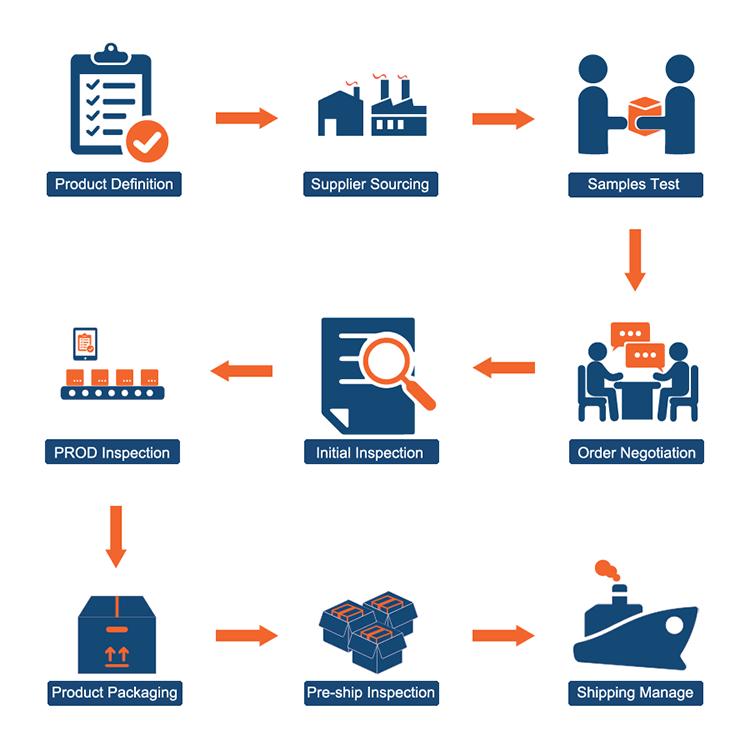 Product Definition
Supplier Sourcing
Samples Test
Order Negotiation
Initial Inspection
PROD Inspection
Product Packaging
Pre-ship Inspection
Shipping Manage